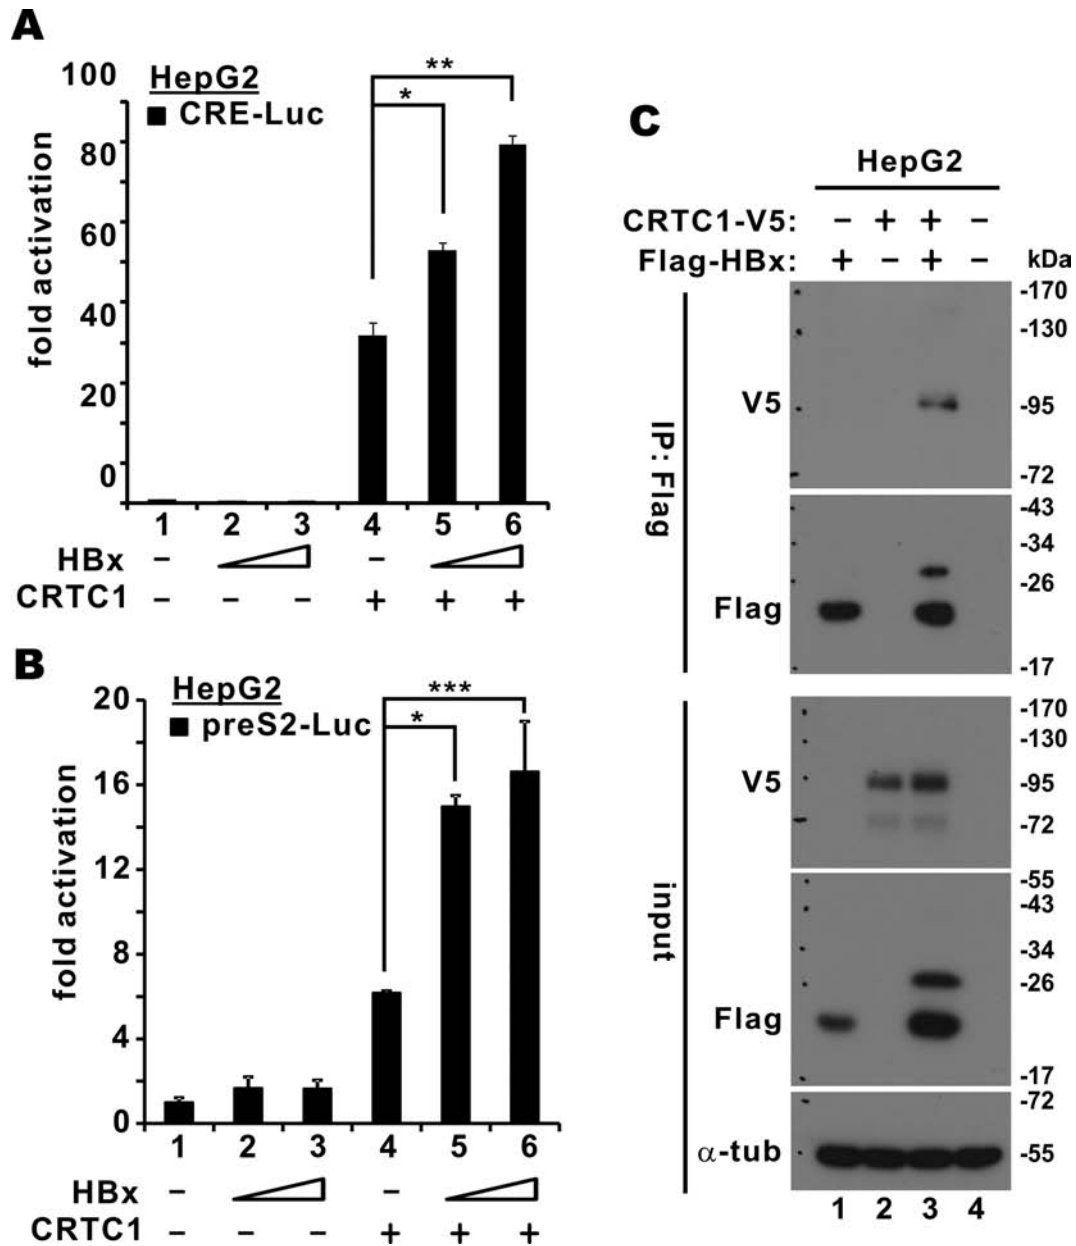 A
HepG2
■ CRE-Luc
fold activation
100
80
60
40
20
0
*
**
1 2 3 4 5 6
HBx – –
CRTC1 – – – + + +
B
HepG2
■ preS2-Luc
fold activation
20
16
12
8
4
0
*
***
1 2 3 4 5 6
HBx – –
CRTC1 – – – + + +
C
HepG2
CRTC1-V5: – + + –
Flag-HBx: + – + –
kDa
IP: Flag
V5
-170
-130
-95
-72
Flag
-43
-34
-26
-17
input
V5
-170
-130
-95
-72
Flag
-55
-43
-34
-26
-17
α-tub
-72
-55
1 2 3 4